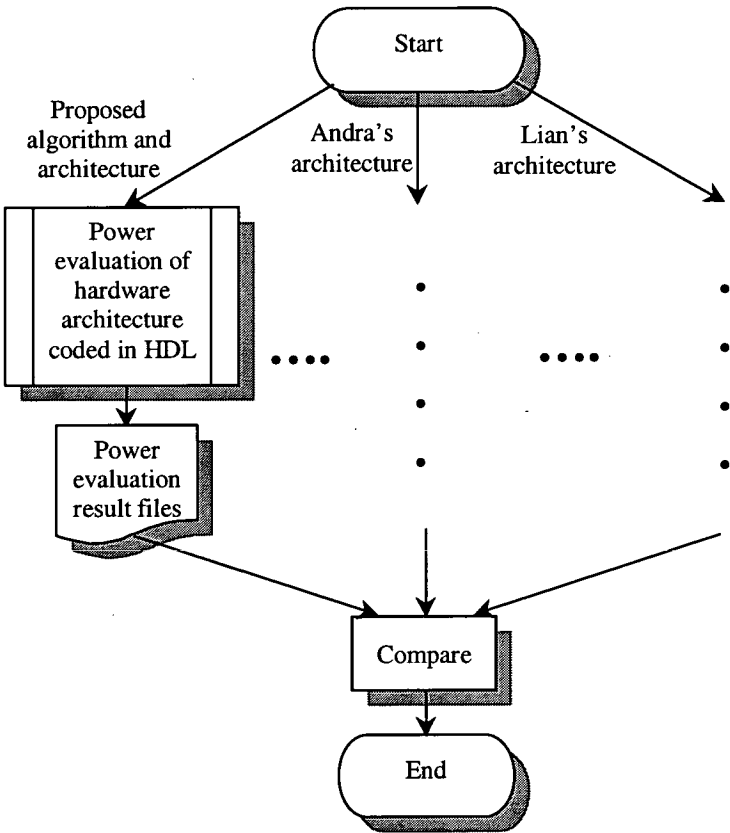 Start
Proposed
algorithm and
architecture
Andra's
architecture
Lian's
architecture
Power
evaluation of
hardware
architecture
coded in HDL
Power
evaluation
result files
Compare
End